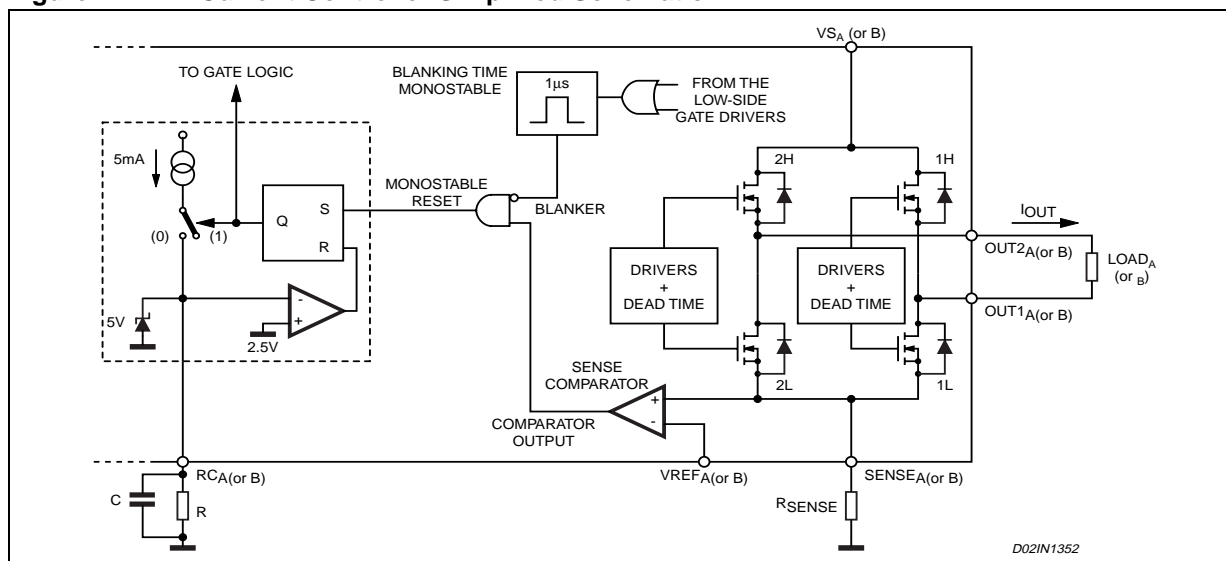 VSA (or B)
TO GATE LOGIC
BLANKING TIME
MONOSTABLE
1μs
FROM THE
LOW-SIDE
GATE DRIVERS
5mA
2H
1H
MONOSTABLE
RESET
BLANKER
Q
S
R
(0)
(1)
IOUT
OUT2A(or B)
LOADA
(or B)
OUT1A(or B)
DRIVERS
+
DEAD TIME
DRIVERS
+
DEAD TIME
5V
-
+
2.5V
SENSE
COMPARATOR
2L
1L
+
-
COMPARATOR
OUTPUT
RCA(or B)
VREFA(or B)
SENSEA(or B)
C
R
RSENSE
D02IN1352